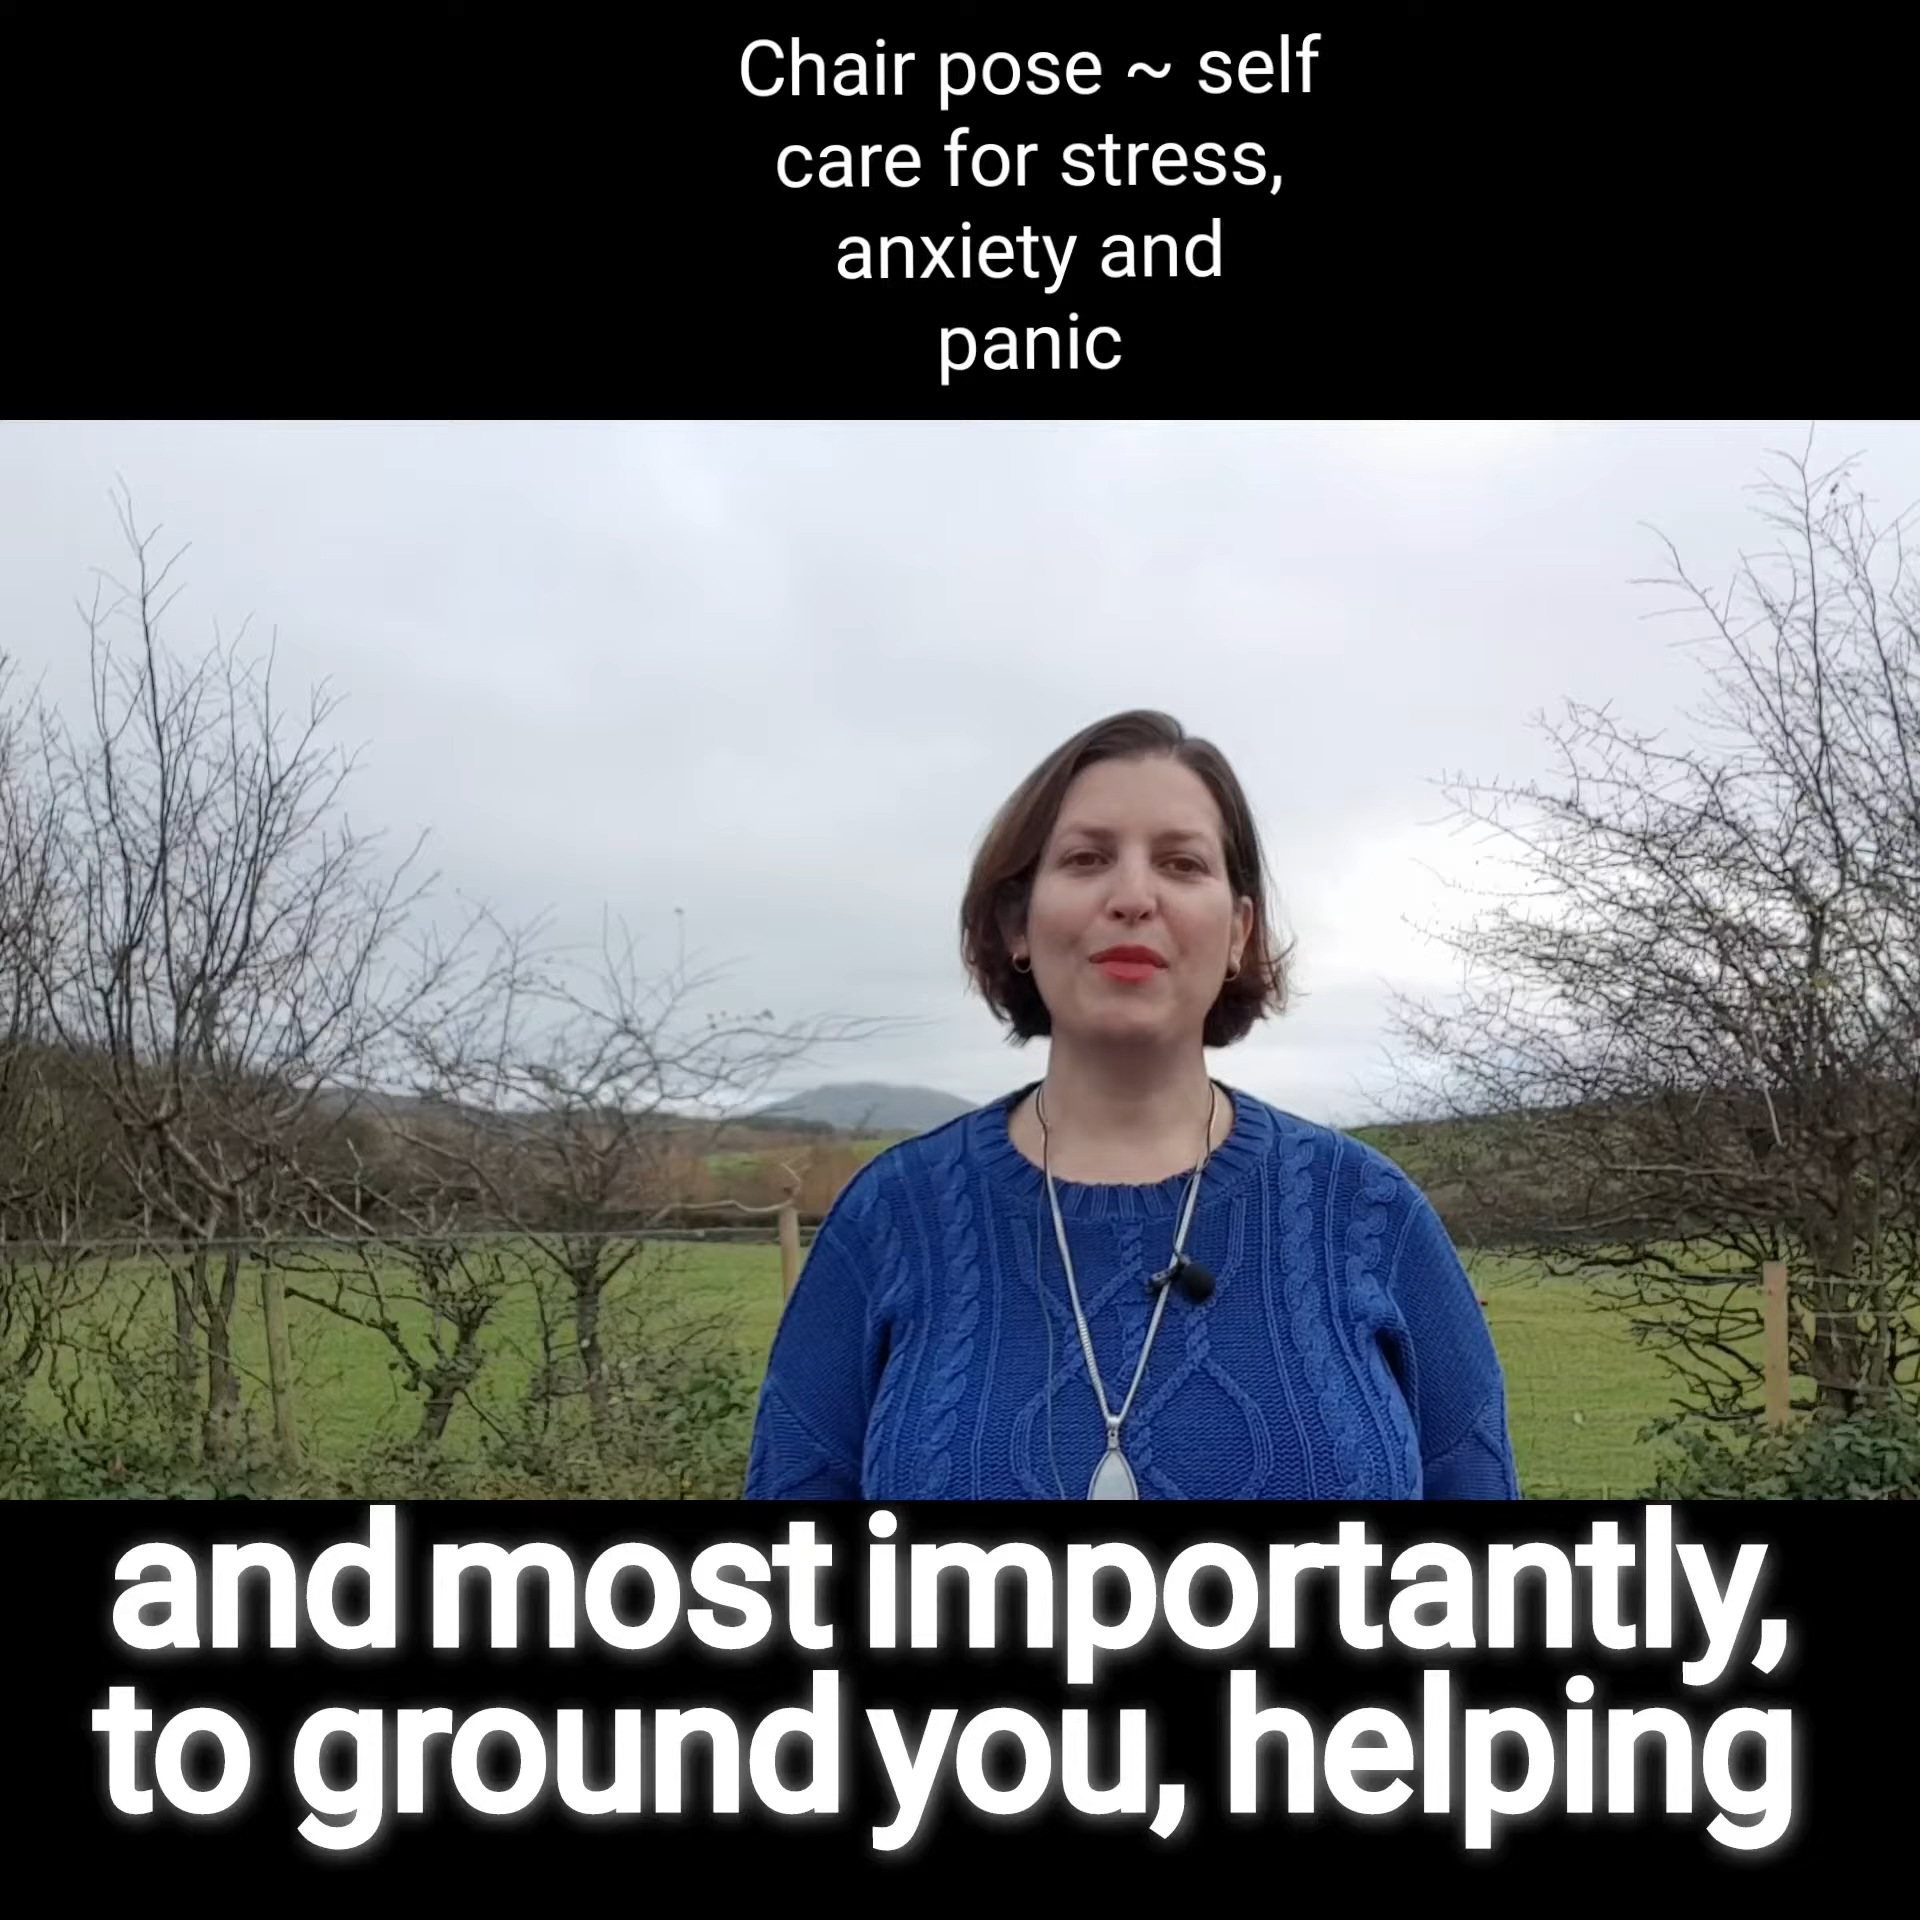 Chair pose ~ self
care for stress,
anxiety and
panic
and most importantly,
to ground you, helping